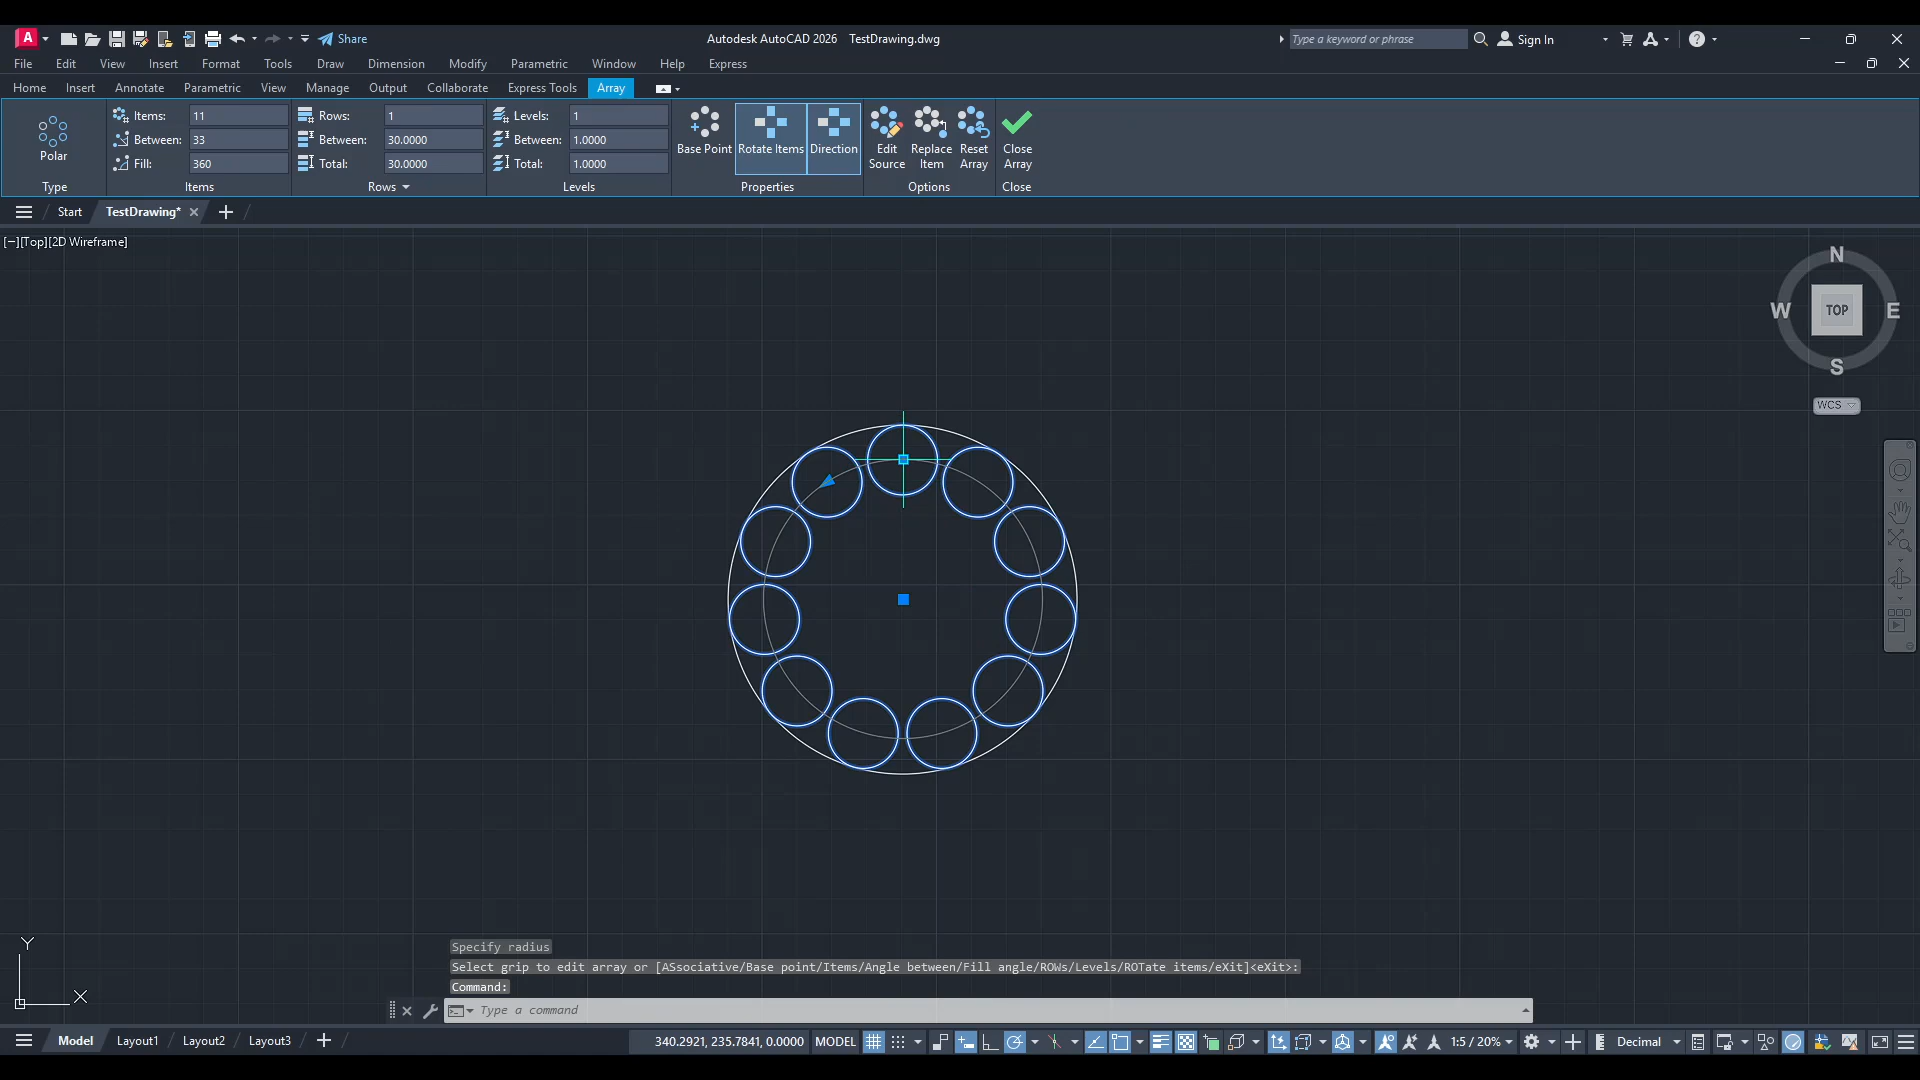 A Share Autodesk AutoCAD 2026 TestDrawing.dwg Type a keyword or phrase Sign In
File Edit View Insert Format Tools Draw Dimension Modify Parametric Window Help Express
Home Insert Annotate Parametric View Manage Output Collaborate Express Tools Array
Items: 11 Rows: 1 Levels: 1
Between: 33 Between: 30.0000 Between: 1.0000
Polar Base Point Rotate Items Direction Edit Source Replace Item Reset Array Close Array
Fill: 360 Total: 30.0000 Total: 1.0000
Type Items Rows Levels Properties Options Close
Start TestDrawing*
[−][Top][2D Wireframe]
N
W TOP E
S
WCS
Y
X
Specify radius
Select grip to edit array or [ASsociative/Base point/Items/Angle between/Fill angle/ROWs/Levels/ROTate items/eXit]<eXit>:
Command:
Type a command
Model Layout1 Layout2 Layout3 340.2921, 235.7841, 0.0000 MODEL 1:5 / 20% Decimal